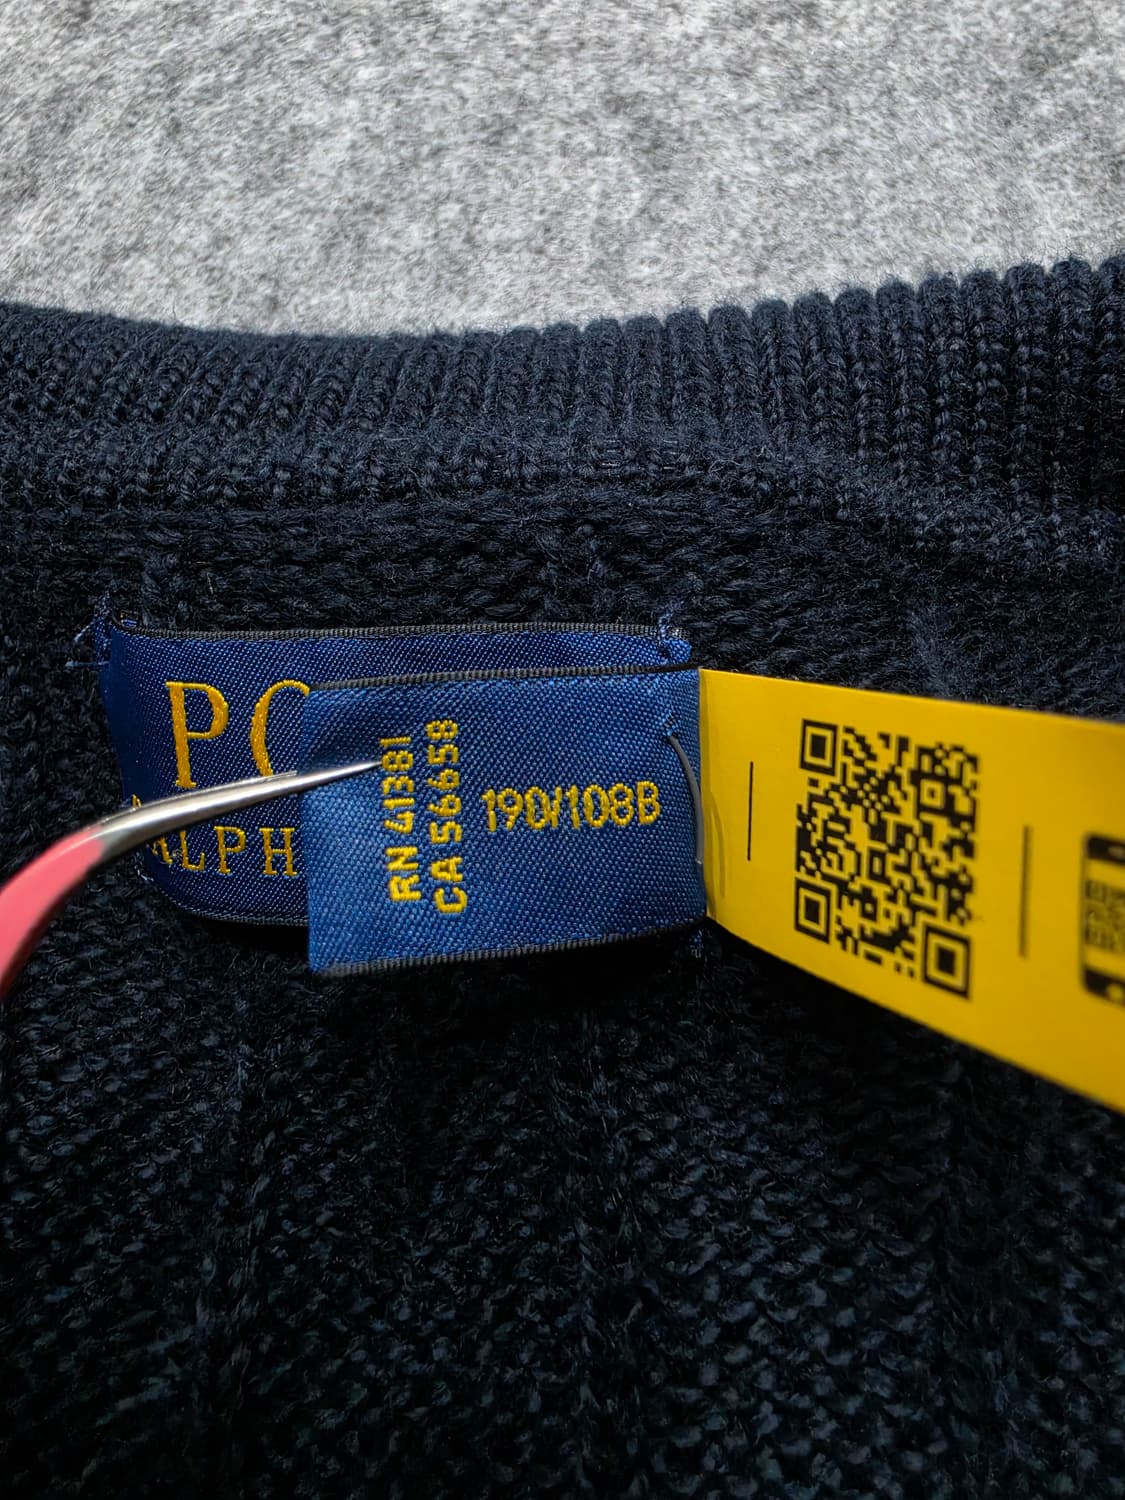 PO
ALPH
RN 41381
CA 56658
190/108B